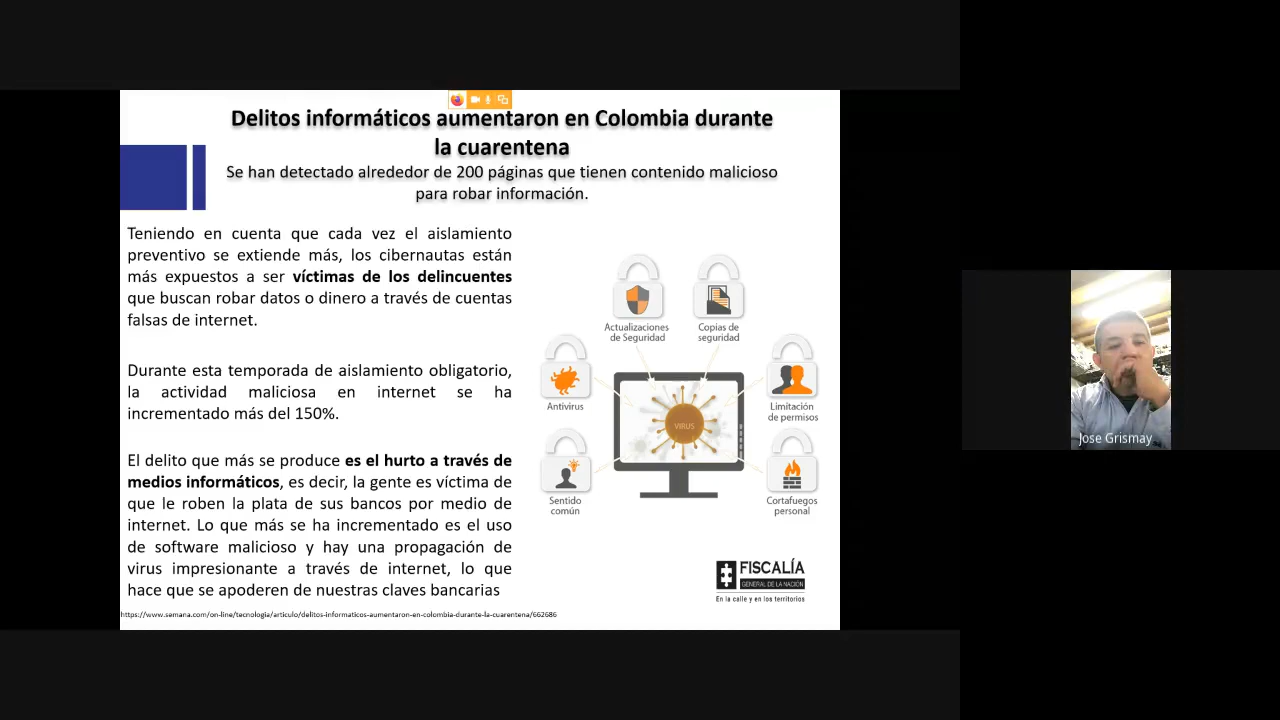 Delitos informáticos aumentaron en Colombia durante
la cuarentena
Se han detectado alrededor de 200 páginas que tienen contenido malicioso
para robar información.
Teniendo en cuenta que cada vez el aislamiento
preventivo se extiende más, los cibernautas están
más expuestos a ser víctimas de los delincuentes
que buscan robar datos o dinero a través de cuentas
falsas de internet.
Durante esta temporada de aislamiento obligatorio,
la actividad maliciosa en internet se ha
incrementado más del 150%.
El delito que más se produce es el hurto a través de
medios informáticos, es decir, la gente es víctima de
que le roben la plata de sus bancos por medio de
internet. Lo que más se ha incrementado es el uso
de software malicioso y hay una propagación de
virus impresionante a través de internet, lo que
hace que se apoderen de nuestras claves bancarias
https://www.semana.com/on-line/tecnologia/articulo/delitos-informaticos-aumentaron-en-colombia-durante-la-cuarentena/662686
Actualizaciones
de Seguridad
Copias de
seguridad
Antivirus
Limitación
de permisos
VIRUS
Sentido
común
Cortafuegos
personal
FISCALÍA
GENERAL DE LA NACIÓN
En la calle y en los territorios
Jose Grismay